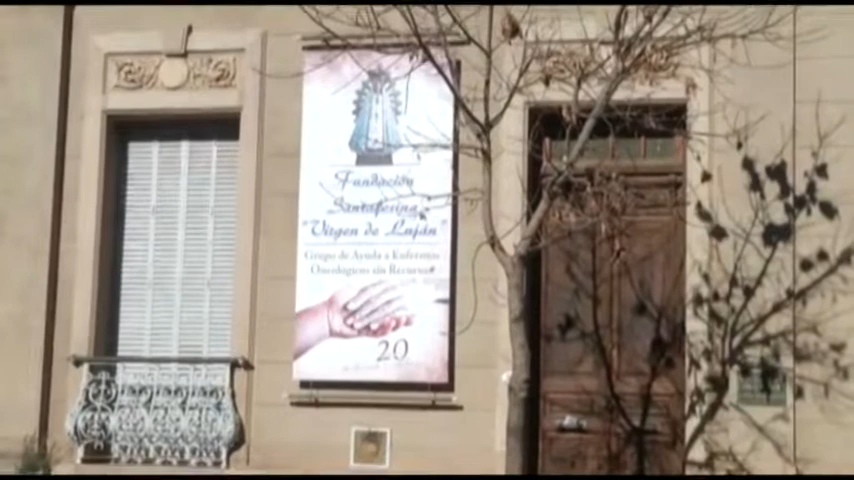 Fundación
Santafesina
"Virgen de Luján"
Grupo de Ayuda a Enfermos
Oncológicos sin Recursos
20